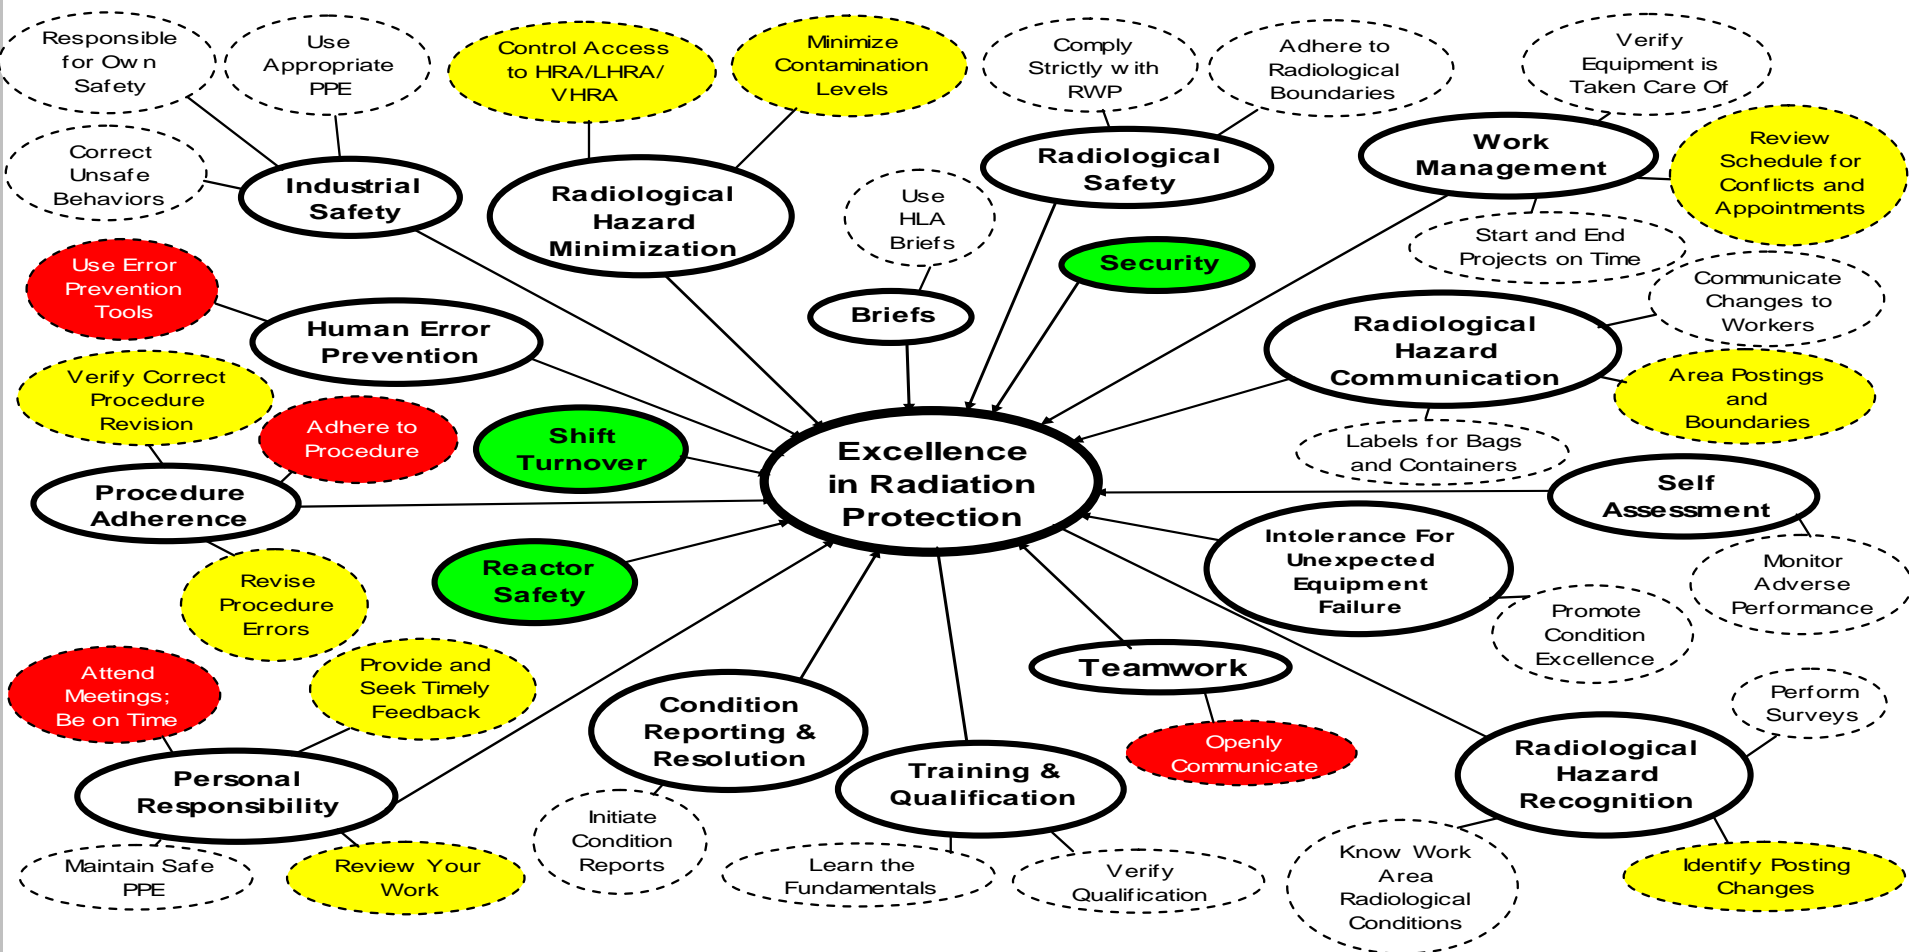 Responsible
for Own
Safety
Use
Appropriate
PPE
Control Access
to HRA/LHRA/
VHRA
Minimize
Contamination
Levels
Comply
Strictly with
RWP
Adhere to
Radiological
Boundaries
Verify
Equipment is
Taken Care Of
Correct
Unsafe
Behaviors
Industrial
Safety
Radiological
Hazard
Minimization
Use
HLA
Briefs
Radiological
Safety
Work
Management
Review
Schedule for
Conflicts and
Appointments
Start and End
Projects on Time
Security
Use Error
Prevention
Tools
Human Error
Prevention
Briefs
Radiological
Hazard
Communication
Communicate
Changes to
Workers
Verify Correct
Procedure
Revision
Adhere to
Procedure
Shift
Turnover
Excellence
in Radiation
Protection
Labels for Bags
and Containers
Area Postings
and
Boundaries
Procedure
Adherence
Self
Assessment
Intolerance For
Unexpected
Equipment
Failure
Monitor
Adverse
Performance
Revise
Procedure
Errors
Reactor
Safety
Promote
Condition
Excellence
Attend
Meetings;
Be on Time
Provide and
Seek Timely
Feedback
Condition
Reporting &
Resolution
Teamwork
Openly
Communicate
Perform
Surveys
Personal
Responsibility
Training &
Qualification
Radiological
Hazard
Recognition
Maintain Safe
PPE
Review Your
Work
Initiate
Condition
Reports
Learn the
Fundamentals
Verify
Qualification
Know Work
Area
Radiological
Conditions
Identify Posting
Changes